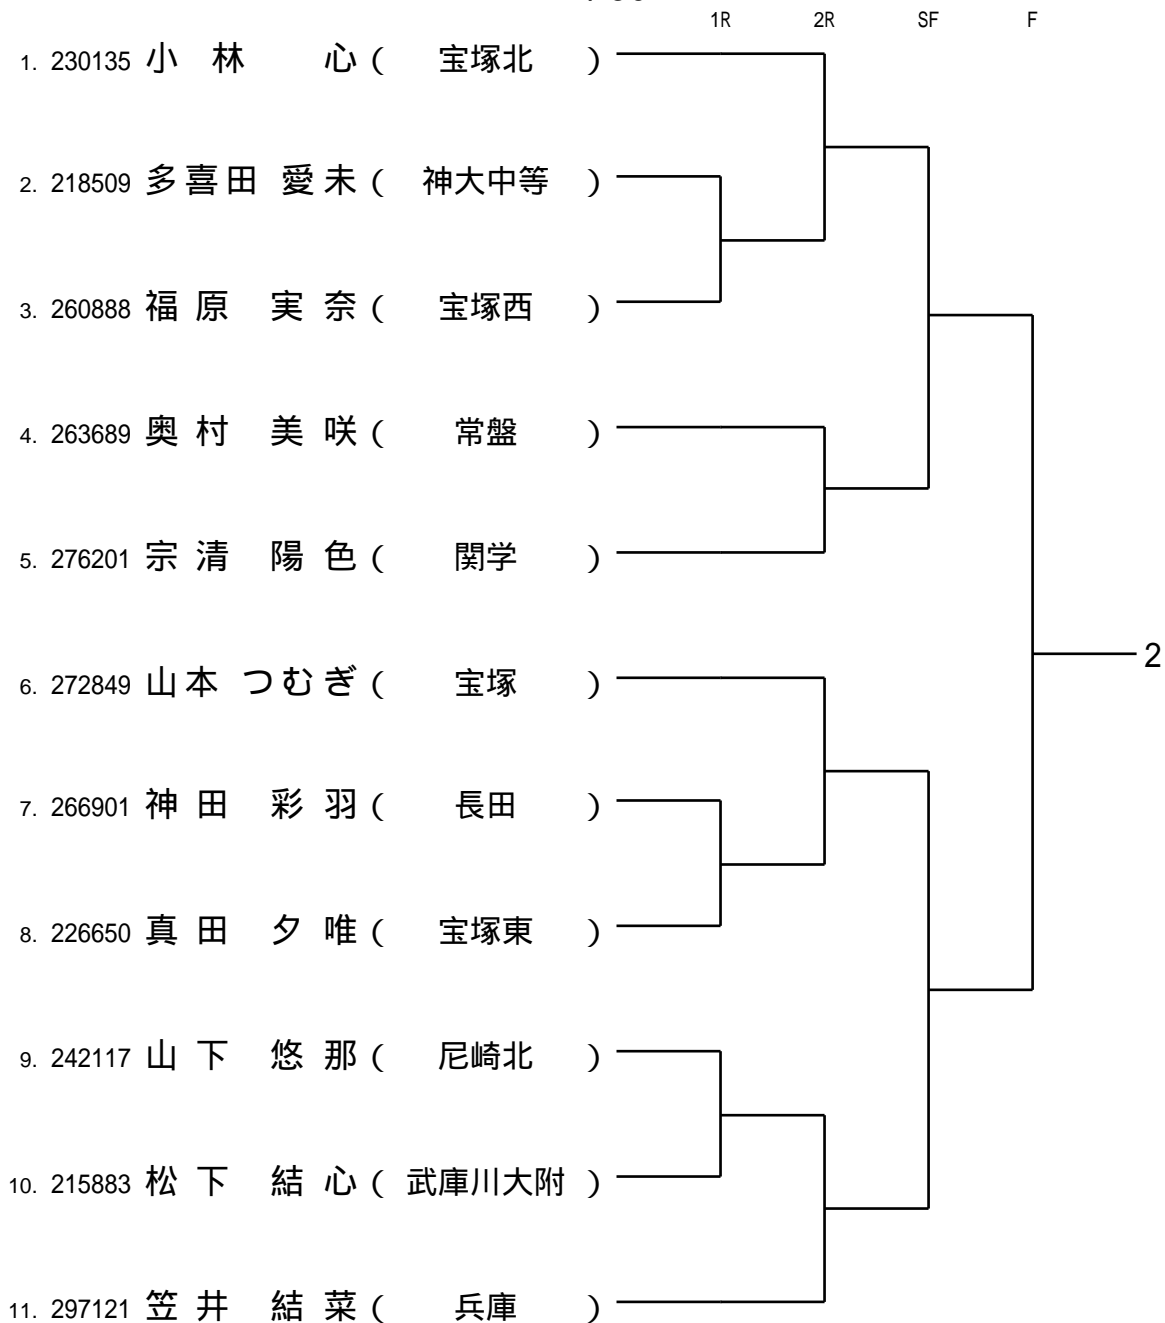 1R 2R SF F
1. 230135 小林 心 ( 宝塚北 )
2. 218509 多喜田 愛未 ( 神大中等 )
3. 260888 福原 実奈 ( 宝塚西 )
4. 263689 奥村 美咲 ( 常盤 )
5. 276201 宗清 陽色 ( 関学 )
2
6. 272849 山本 つむぎ ( 宝塚 )
7. 266901 神田 彩羽 ( 長田 )
8. 226650 真田 夕唯 ( 宝塚東 )
9. 242117 山下 悠那 ( 尼崎北 )
10. 215883 松下 結心 ( 武庫川大附 )
11. 297121 笠井 結菜 ( 兵庫 )